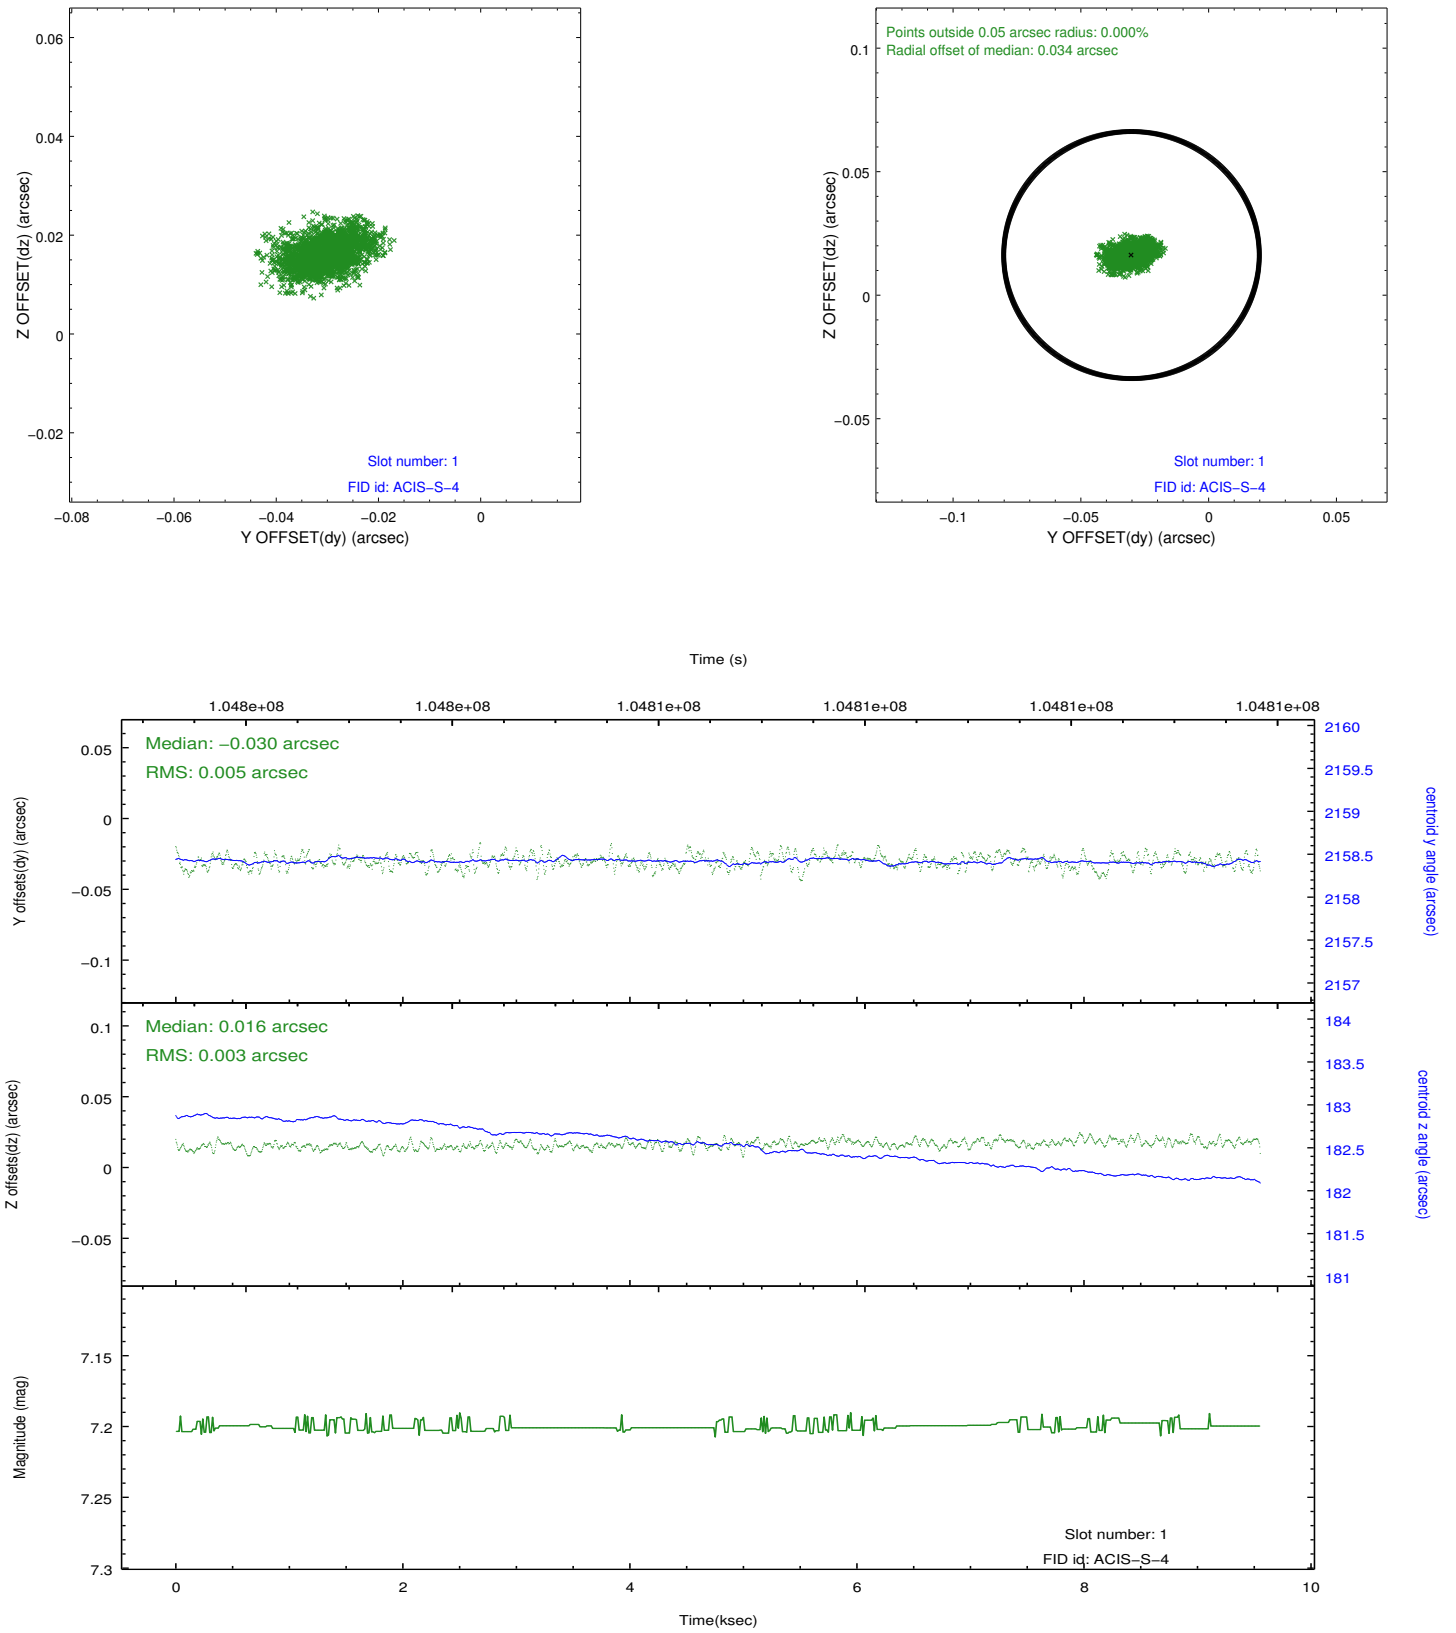 0.06
0.04
0.02
0
−0.02
Z OFFSET(dz) (arcsec)
Slot number: 1
FID id: ACIS−S−4
−0.08
−0.06
−0.04
−0.02
0
Y OFFSET(dy) (arcsec)
Points outside 0.05 arcsec radius: 0.000%
Radial offset of median: 0.034 arcsec
0.1
0.05
0
−0.05
Z OFFSET(dz) (arcsec)
Slot number: 1
FID id: ACIS−S−4
−0.1
−0.05
0
0.05
Y OFFSET(dy) (arcsec)
Time (s)
1.048e+08
1.048e+08
1.0481e+08
1.0481e+08
1.0481e+08
1.0481e+08
Median: −0.030 arcsec
RMS: 0.005 arcsec
0.05
0
−0.05
−0.1
Y offsets(dy) (arcsec)
2160
2159.5
2159
2158.5
2158
2157.5
2157
centroid y angle (arcsec)
Median: 0.016 arcsec
RMS: 0.003 arcsec
0.1
0.05
0
−0.05
Z offsets(dz) (arcsec)
184
183.5
183
182.5
182
181.5
181
centroid z angle (arcsec)
7.15
7.2
7.25
7.3
Magnitude (mag)
Slot number: 1
FID id: ACIS−S−4
0
2
4
6
8
10
Time(ksec)